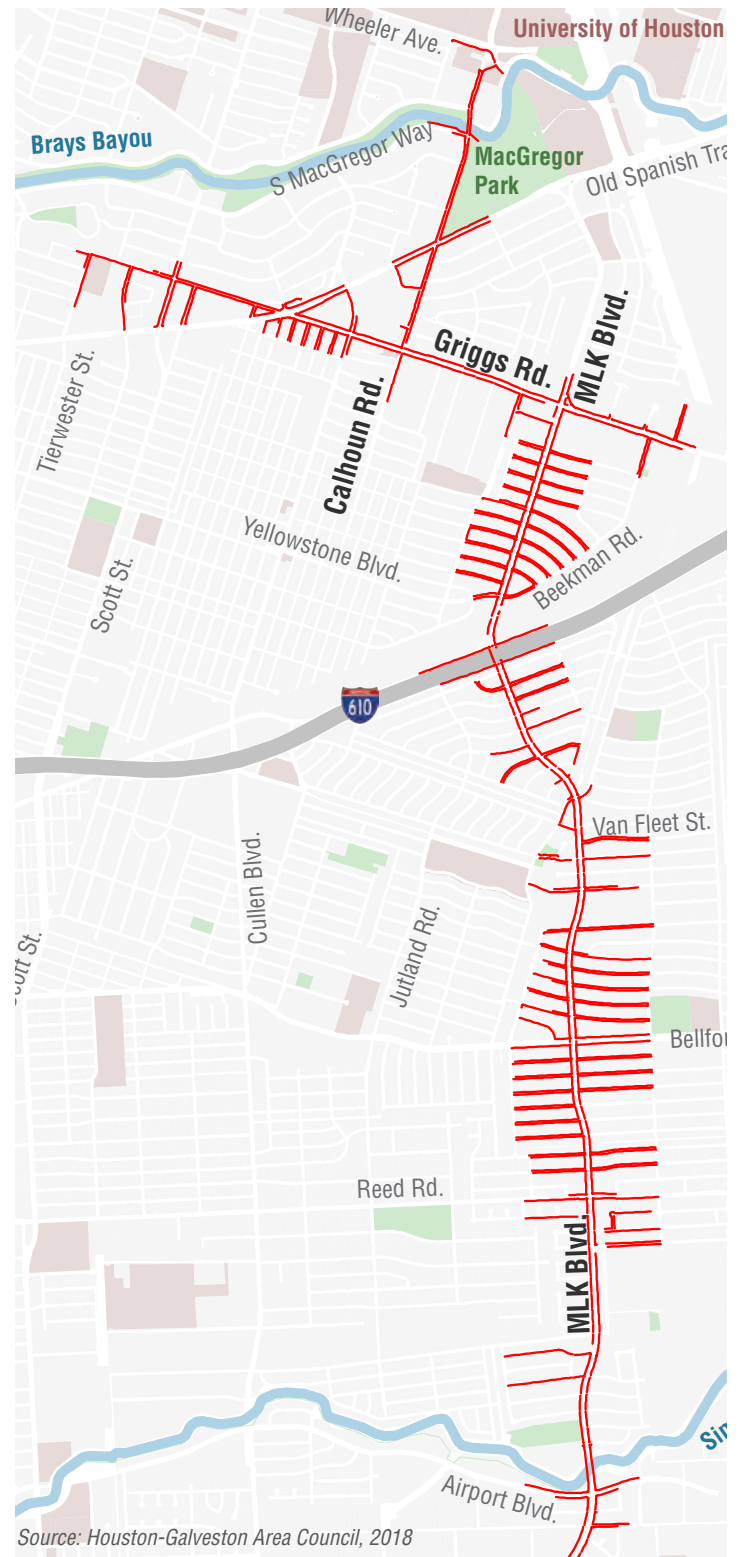 Wheeler Ave.
University of Houston
Brays Bayou
S MacGregor Way
MacGregor
Park
Old Spanish Tra
MLK Blvd.
Griggs Rd.
Tierwester St.
Calhoun Rd.
Yellowstone Blvd.
Beekman Rd.
Scott St.
610
Van Fleet St.
Cullen Blvd.
Jutland Rd.
cott St.
Bellfor
Reed Rd.
MLK Blvd.
Sim
Airport Blvd.
Source: Houston-Galveston Area Council, 2018